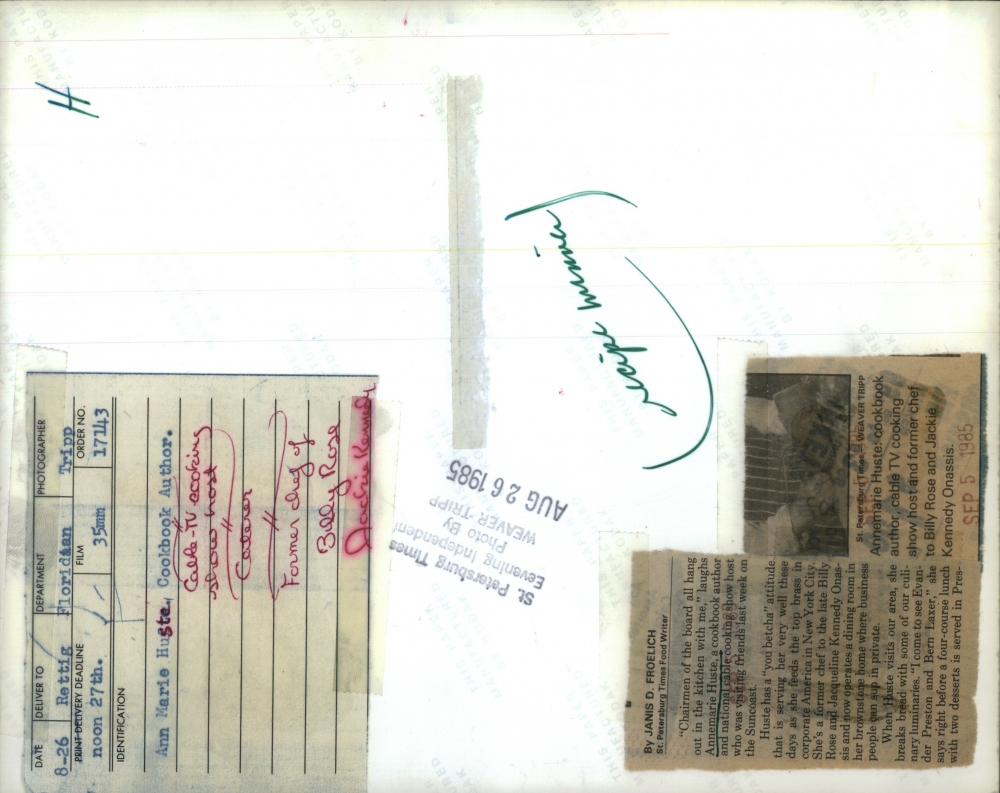 H
recipe winner
DATE
8-26
DELIVER TO
Rettig
DEPARTMENT
Floridian
PHOTOGRAPHER
Tripp
PRINT DELIVERY DEADLINE
noon 27th.
FILM
35mm
ORDER NO.
17143
IDENTIFICATION
Ann Marie Huste, Cookbook Author.
Cable-TV cooking
show host
Caterer
Former chef of
Billy Rose
Jackie Kennedy
St. Petersburg Times
Eevening Independent
Photo By
WEAVER TRIPP
AUG 26 1985
St. Petersburg Times — WEAVER TRIPP
Annemarie Huste: cookbook
author, cable TV cooking
show host and former chef
to Billy Rose and Jackie
Kennedy Onassis.
SEP 5 1985
By JANIS D. FROELICH
St. Petersburg Times Food Writer
“Chairmen of the board all hang
out in the kitchen with me,” laughs
Annemarie Huste, a cookbook author
and national cable cooking show host
who was visiting friends last week on
the Suncoast.
Huste has a “you betcha” attitude
that is serving her very well these
days as she feeds the top brass in
corporate America in New York City.
She's a former chef to the late Billy
Rose and Jacqueline Kennedy Onas-
sis and now operates a dining room in
her brownstone home where business
people can sup in private.
When Huste visits our area, she
breaks bread with some of our culi-
nary luminaries. “I come to see Evan-
der Preston and Bern Laxer,” she
says right before a four-course lunch
with two desserts is served in Pres-